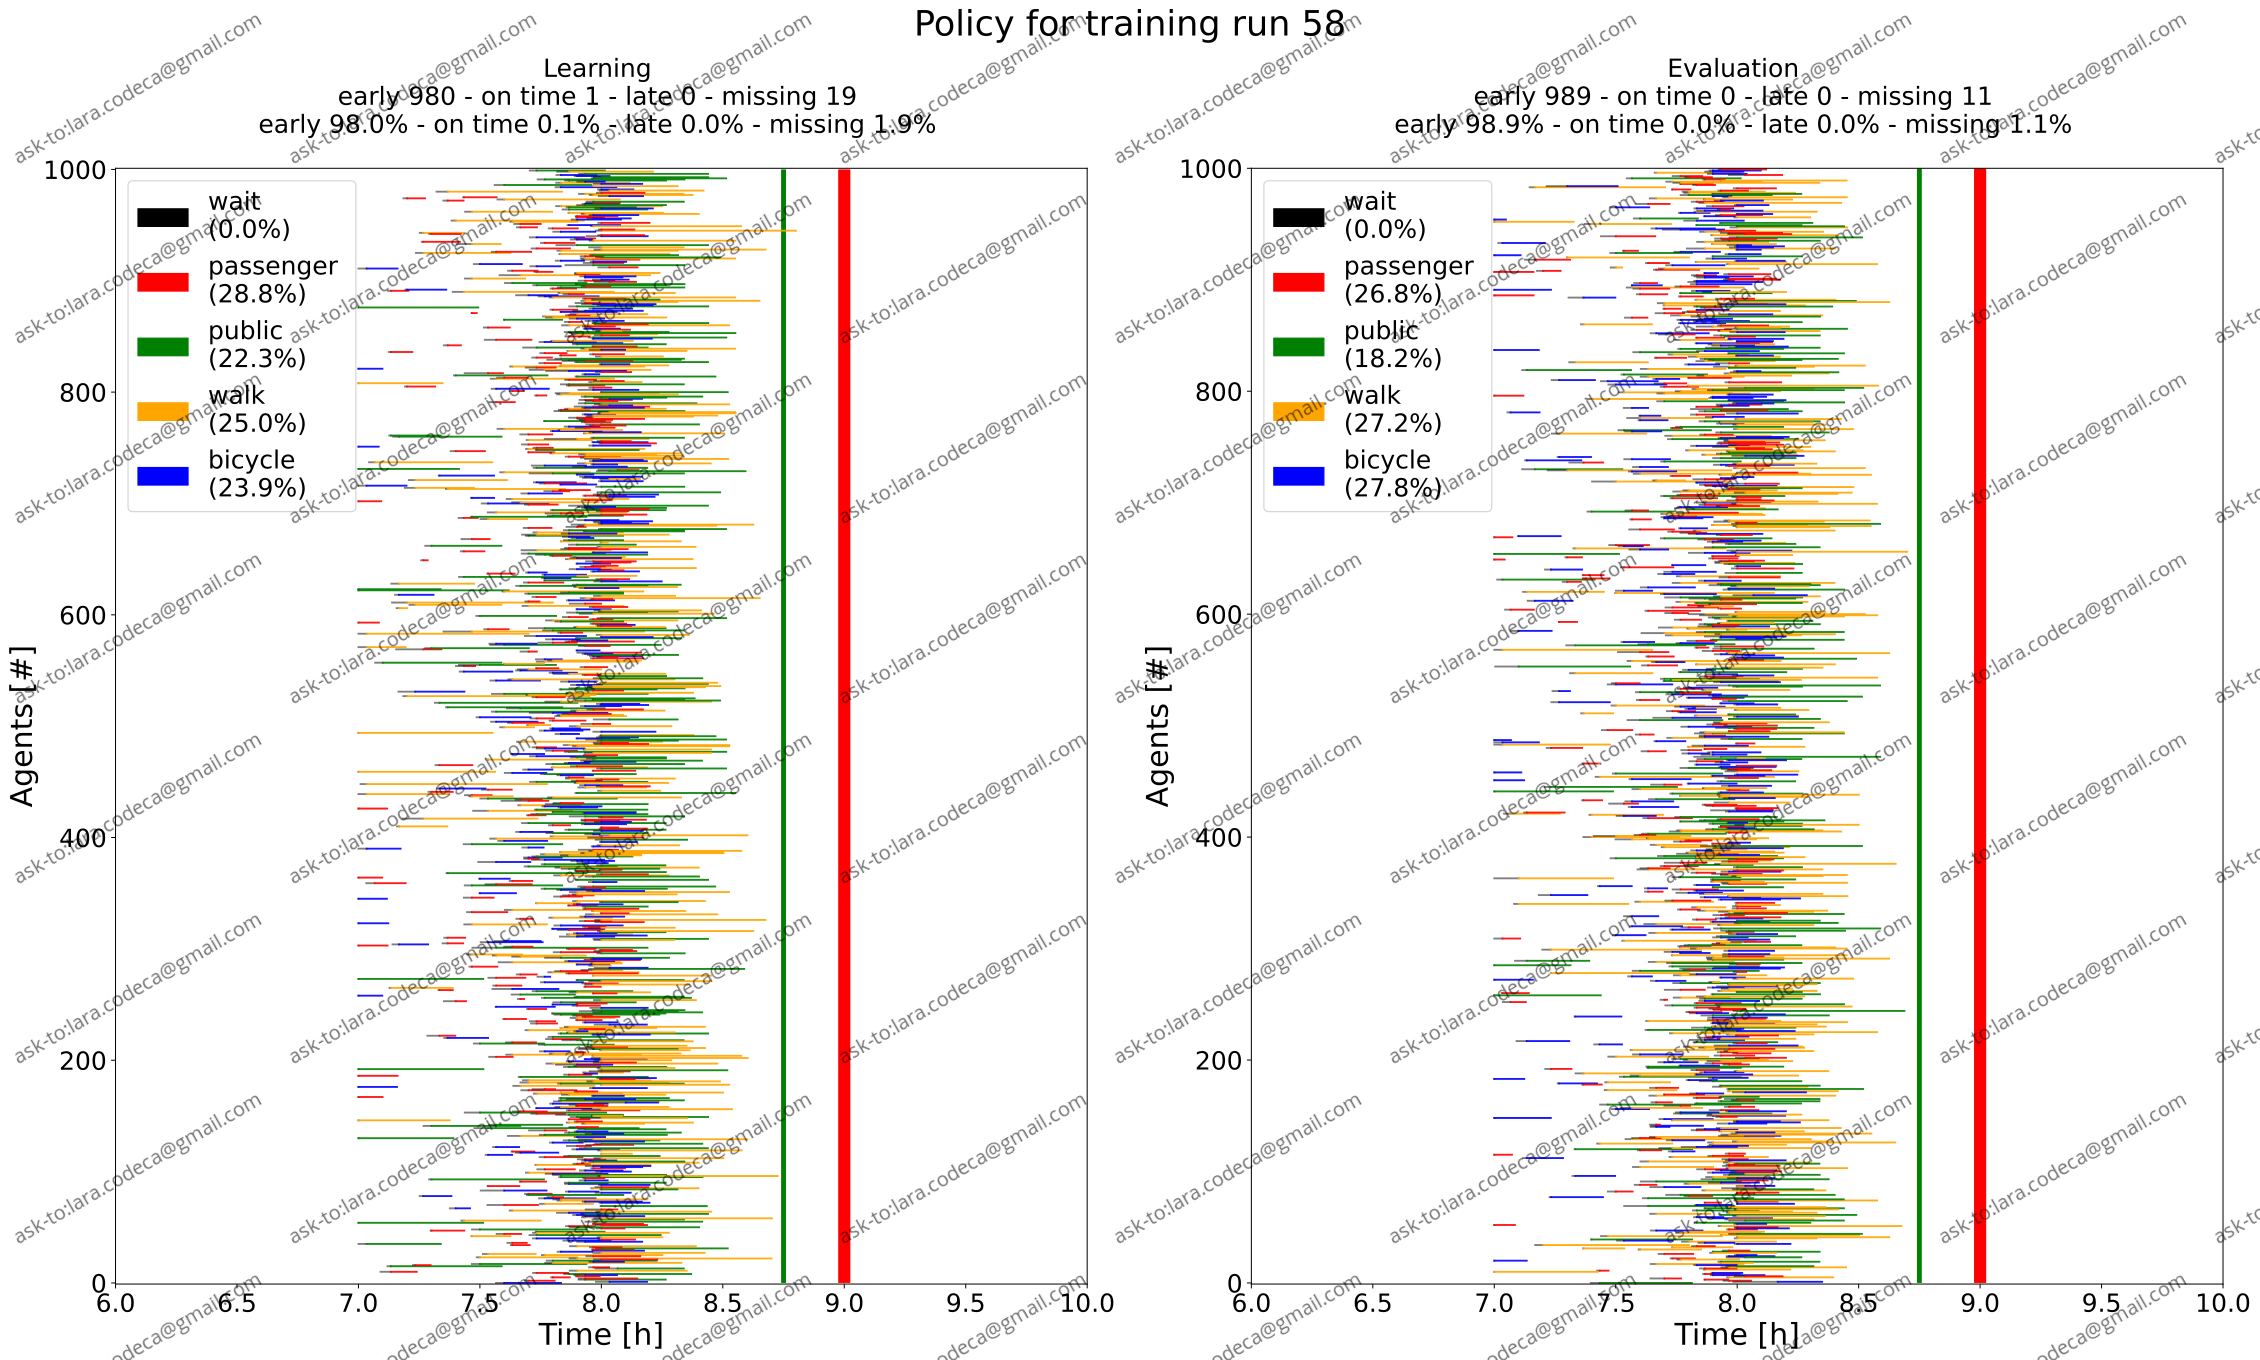 Policy for training run 58
Learning
early 980 - on time 1 - late 0 - missing 19
early 98.0% - on time 0.1% - late 0.0% - missing 1.9%
1000
800
600
400
200
0
Agents [#]
wait
(0.0%)
passenger
(28.8%)
public
(22.3%)
walk
(25.0%)
bicycle
(23.9%)
6.0 6.5 7.0 7.5 8.0 8.5 9.0 9.5 10.0
Time [h]
Evaluation
early 989 - on time 0 - late 0 - missing 11
early 98.9% - on time 0.0% - late 0.0% - missing 1.1%
1000
800
600
400
200
0
Agents [#]
wait
(0.0%)
passenger
(26.8%)
public
(18.2%)
walk
(27.2%)
bicycle
(27.8%)
6.0 6.5 7.0 7.5 8.0 8.5 9.0 9.5 10.0
Time [h]
ask-to:lara.codeca@gmail.com